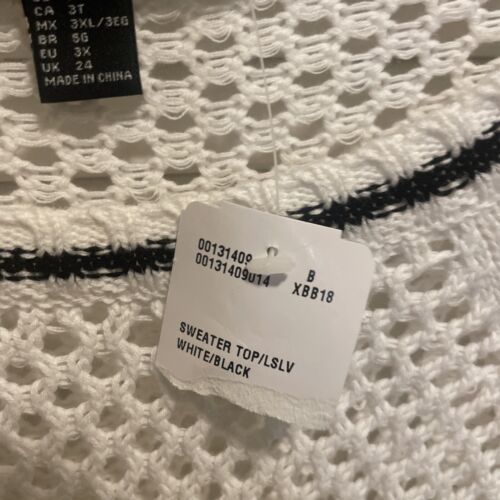 CA 3T
MX 3XL/3EG
BR 5G
EU 3X
UK 24
MADE IN CHINA
00131409
00131409014
B
XBB18
SWEATER TOP/LSLV
WHITE/BLACK